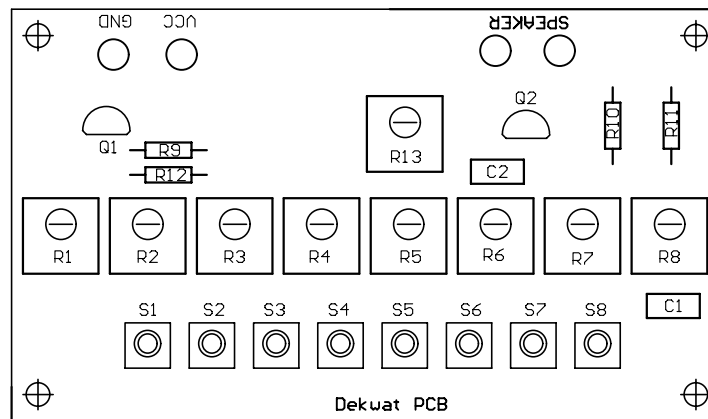 GND VCC SPEAKER
Q2
Q1 R9 R13 R10 R11
R12 C2
R1 R2 R3 R4 R5 R6 R7 R8
S1 S2 S3 S4 S5 S6 S7 S8 C1
Dekwat PCB